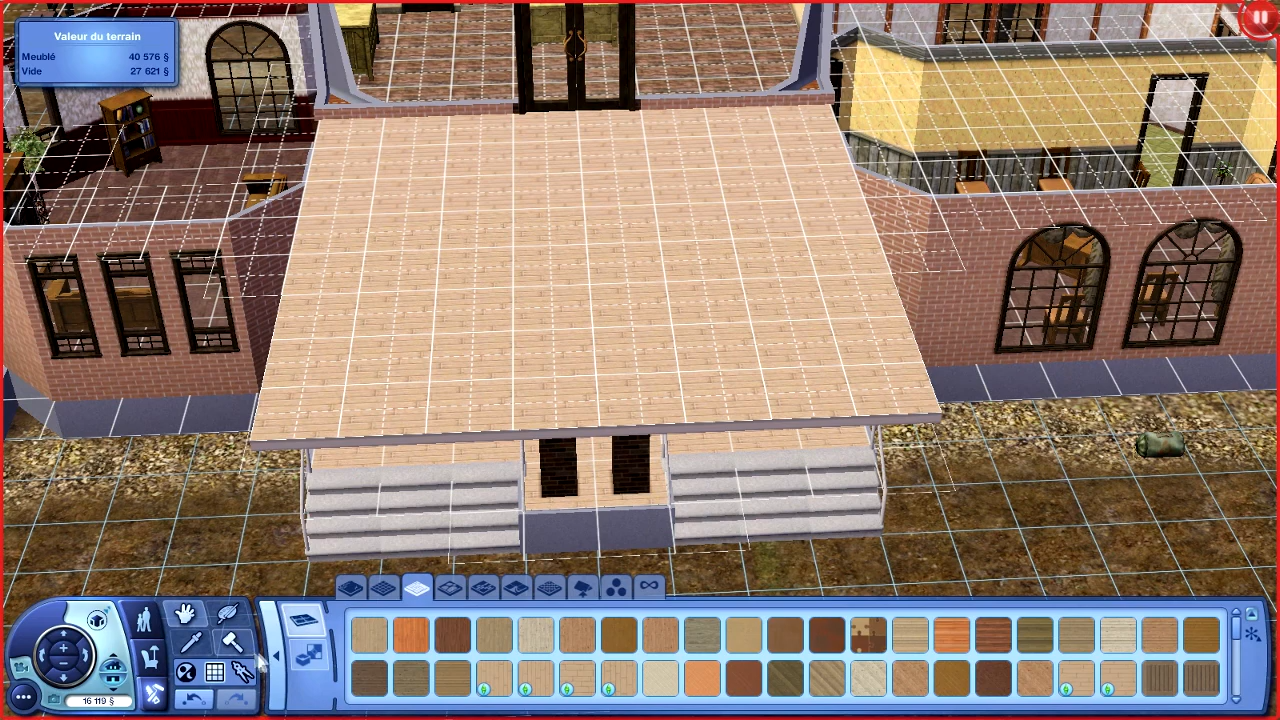 Valeur du terrain
Meublé 40 576 §
Vide 27 621 §
16 119 §